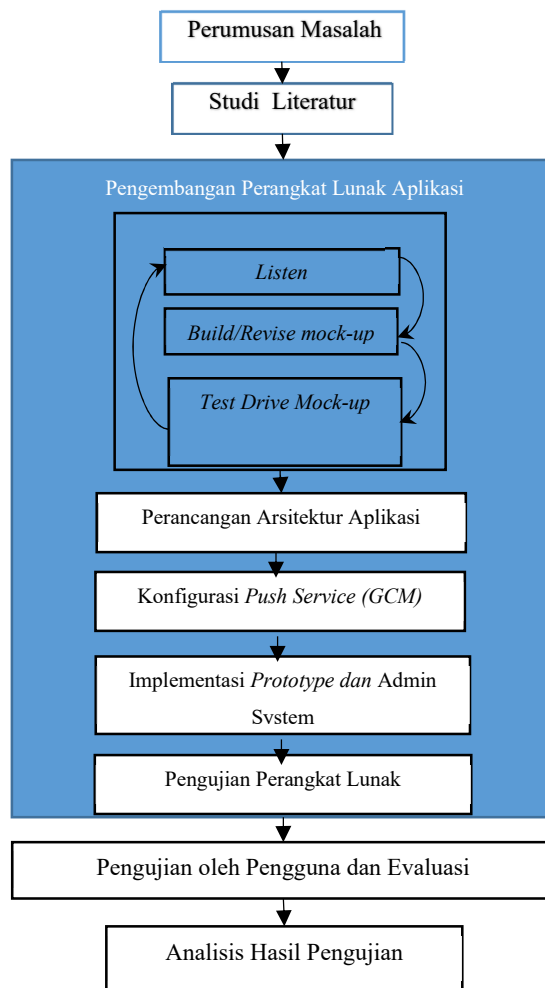 Perumusan Masalah
Studi Literatur
Pengembangan Perangkat Lunak Aplikasi
Listen
Build/Revise mock-up
Test Drive Mock-up
Perancangan Arsitektur Aplikasi
Konfigurasi Push Service (GCM)
Implementasi Prototype dan Admin
System
Pengujian Perangkat Lunak
Pengujian oleh Pengguna dan Evaluasi
Analisis Hasil Pengujian